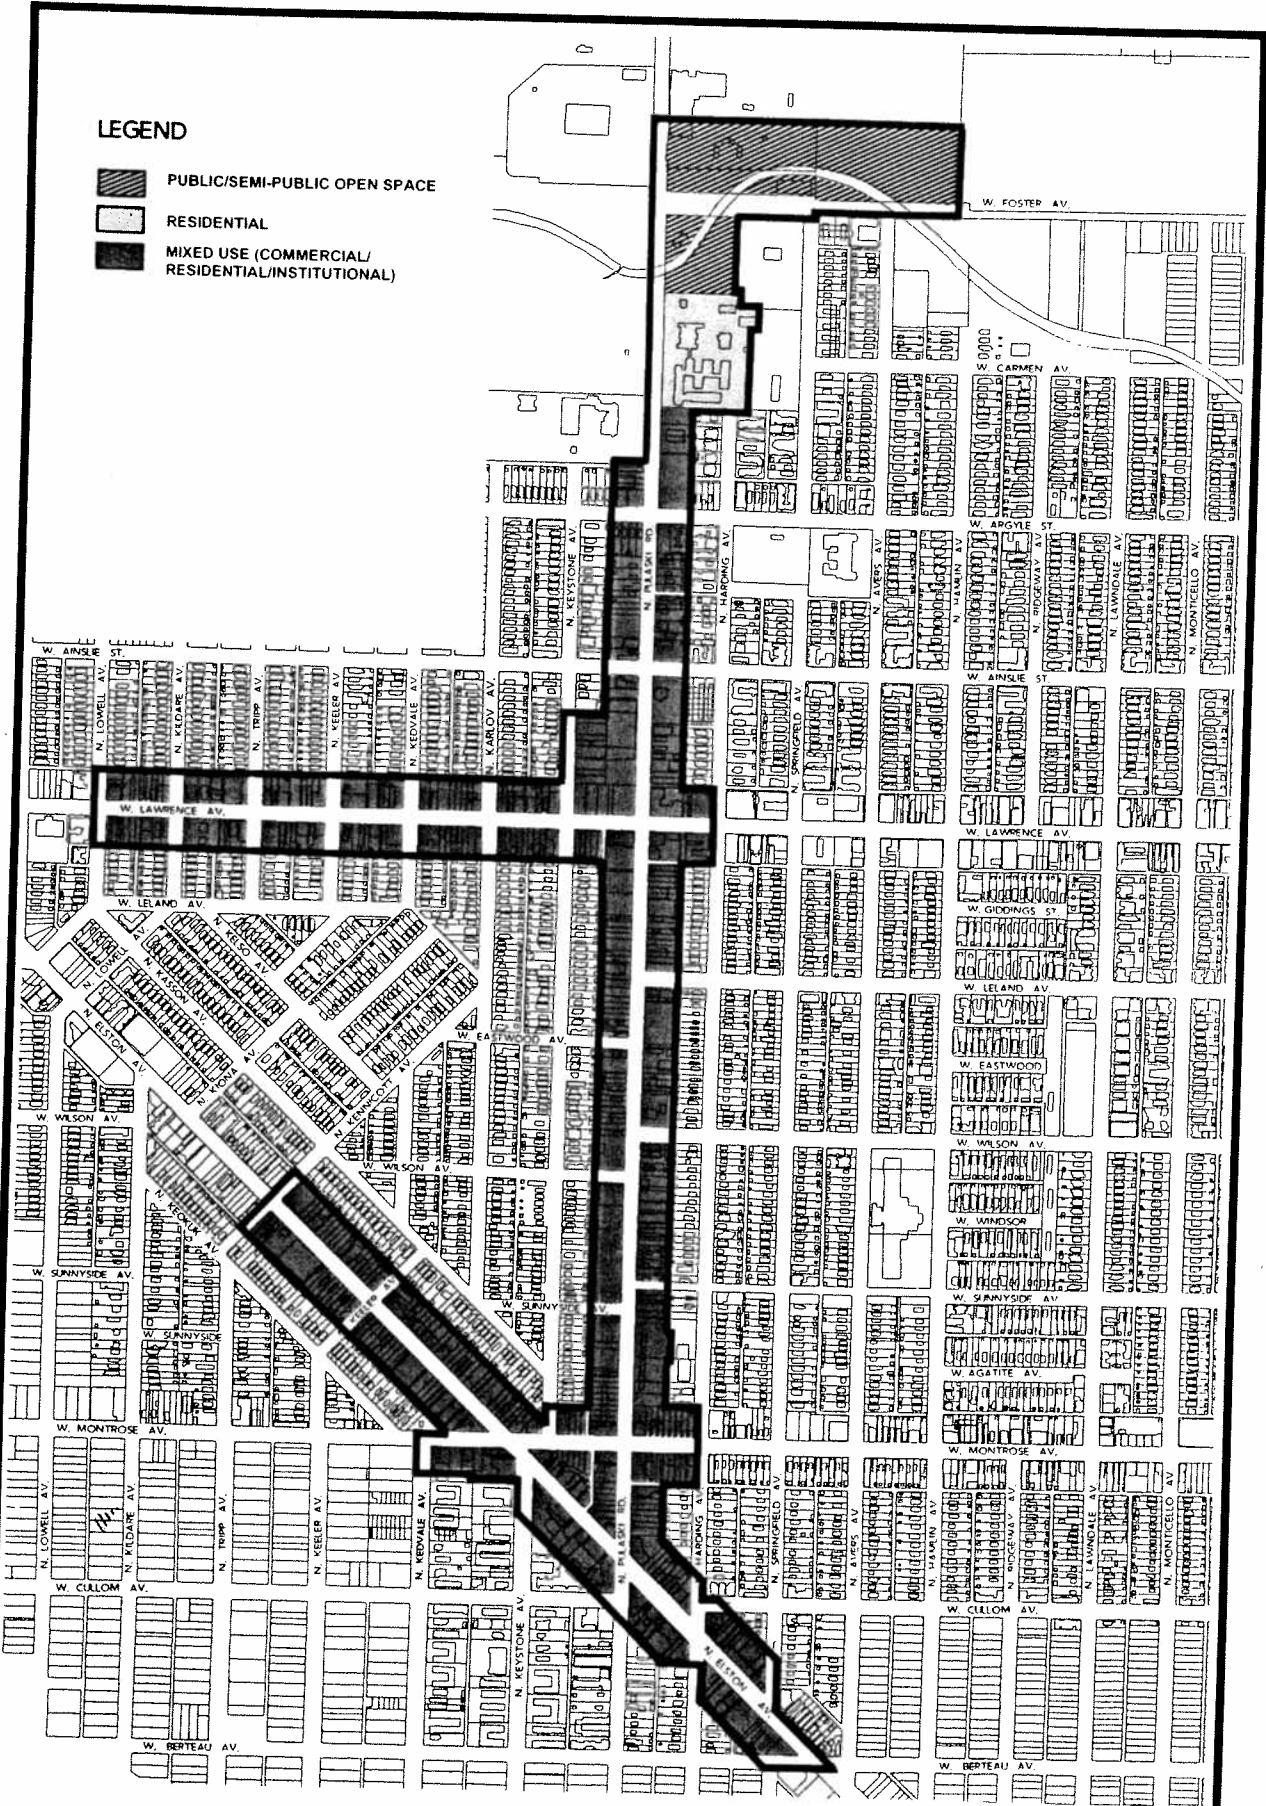 LEGEND
PUBLIC/SEMI-PUBLIC OPEN SPACE
RESIDENTIAL
MIXED USE (COMMERCIAL/
RESIDENTIAL/INSTITUTIONAL)
W. FOSTER AV.
W. CARMEN AV.
W. ARGYLE ST.
N. KEYSTONE AV.
N. PULASKI RD.
N. HARDING AV.
N. AVERS AV.
N. HAMLIN AV.
N. RIDGEWAY AV.
N. LAWNDALE AV.
N. MONTICELLO AV.
W. AINSLIE ST.
W. AINSLIE ST.
N. LOWELL AV.
N. KILDARE AV.
N. TRIPP AV.
N. KEELER AV.
N. KEDVALE AV.
N. KARLOV AV.
N. SPRINGFIELD AV.
W. LAWRENCE AV.
W. LAWRENCE AV.
W. LELAND AV.
W. GIDDINGS ST.
N. LOWELL AV.
N. KELSO AV.
N. KASSON AV.
W. LELAND AV.
N. ELSTON AV.
W. EASTWOOD AV.
W. EASTWOOD
N. KIONA AV.
N. KENNICOTT AV.
W. WILSON AV.
W. WILSON AV.
W. WILSON AV.
N. KEOKUK AV.
W. WINDSOR
W. SUNNYSIDE AV.
W. SUNNYSIDE AV.
W. SUNNYSIDE AV.
W. SUNNYSIDE
W. AGATITE AV.
W. MONTROSE AV.
W. MONTROSE AV.
N. LOWELL AV.
N. KILDARE AV.
N. TRIPP AV.
N. KEELER AV.
N. KEDVALE AV.
N. PULASKI RD.
N. HARDING AV.
N. SPRINGFIELD AV.
N. AVERS AV.
N. HAMLIN AV.
N. RIDGEWAY AV.
N. LAWNDALE AV.
N. MONTICELLO AV.
W. CULLOM AV.
W. CULLOM AV.
N. KEYSTONE AV.
N. ELSTON AV.
W. BERTEAU AV.
W. BERTEAU AV.